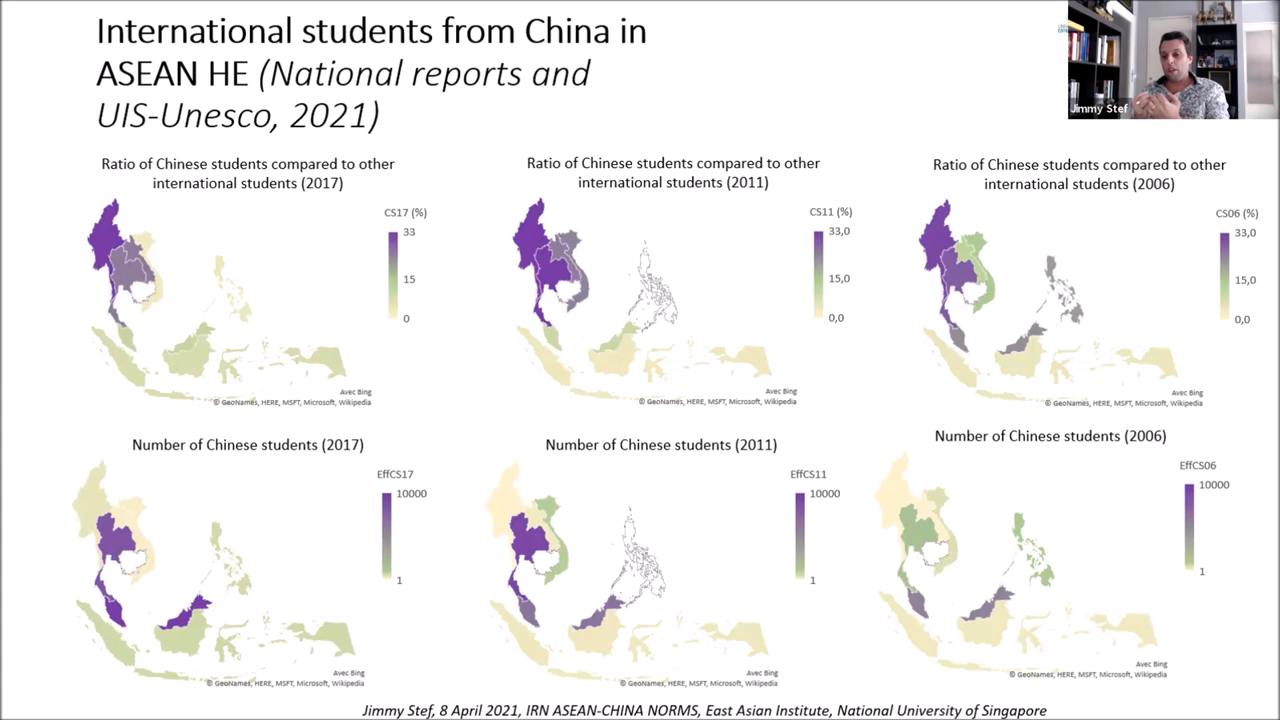 International students from China in
ASEAN HE (National reports and
UIS-Unesco, 2021)
Jimmy Stef
Ratio of Chinese students compared to other
international students (2017)
CS17 (%)
33
15
0
Avec Bing
© GeoNames, HERE, MSFT, Microsoft, Wikipedia
Ratio of Chinese students compared to other
international students (2011)
CS11 (%)
33,0
15,0
0,0
Avec Bing
© GeoNames, HERE, MSFT, Microsoft, Wikipedia
Ratio of Chinese students compared to other
international students (2006)
CS06 (%)
33,0
15,0
0,0
Avec Bing
© GeoNames, HERE, MSFT, Microsoft, Wikipedia
Number of Chinese students (2017)
EffCS17
10000
1
Avec Bing
© GeoNames, HERE, MSFT, Microsoft, Wikipedia
Number of Chinese students (2011)
EffCS11
10000
1
Avec Bing
© GeoNames, HERE, MSFT, Microsoft, Wikipedia
Number of Chinese students (2006)
EffCS06
10000
1
Avec Bing
© GeoNames, HERE, MSFT, Microsoft, Wikipedia
Jimmy Stef, 8 April 2021, IRN ASEAN-CHINA NORMS, East Asian Institute, National University of Singapore